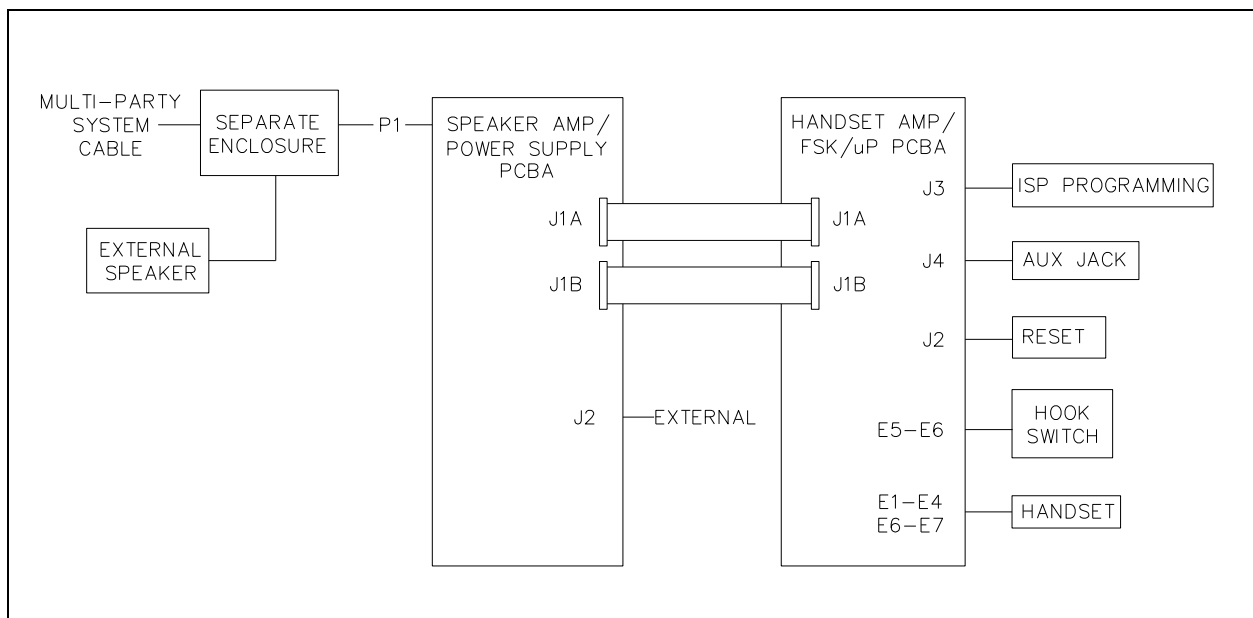 MULTI-PARTY
SYSTEM
CABLE
SEPARATE
ENCLOSURE
P1
EXTERNAL
SPEAKER
SPEAKER AMP/
POWER SUPPLY
PCBA
J1A
J1B
J2
EXTERNAL
HANDSET AMP/
FSK/uP PCBA
J1A
J1B
J3
ISP PROGRAMMING
J4
AUX JACK
J2
RESET
E5-E6
HOOK
SWITCH
E1-E4
E6-E7
HANDSET